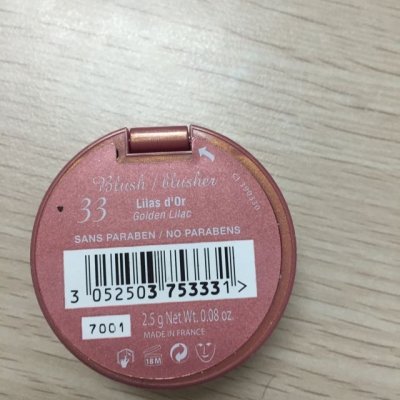 Blush / blusher
33
Lilas d'Or
Golden Lilac
SANS PARABEN / NO PARABENS
3 052503 753331 >
7001
2.5 g Net Wt. 0.08 oz.
MADE IN FRANCE
18 M